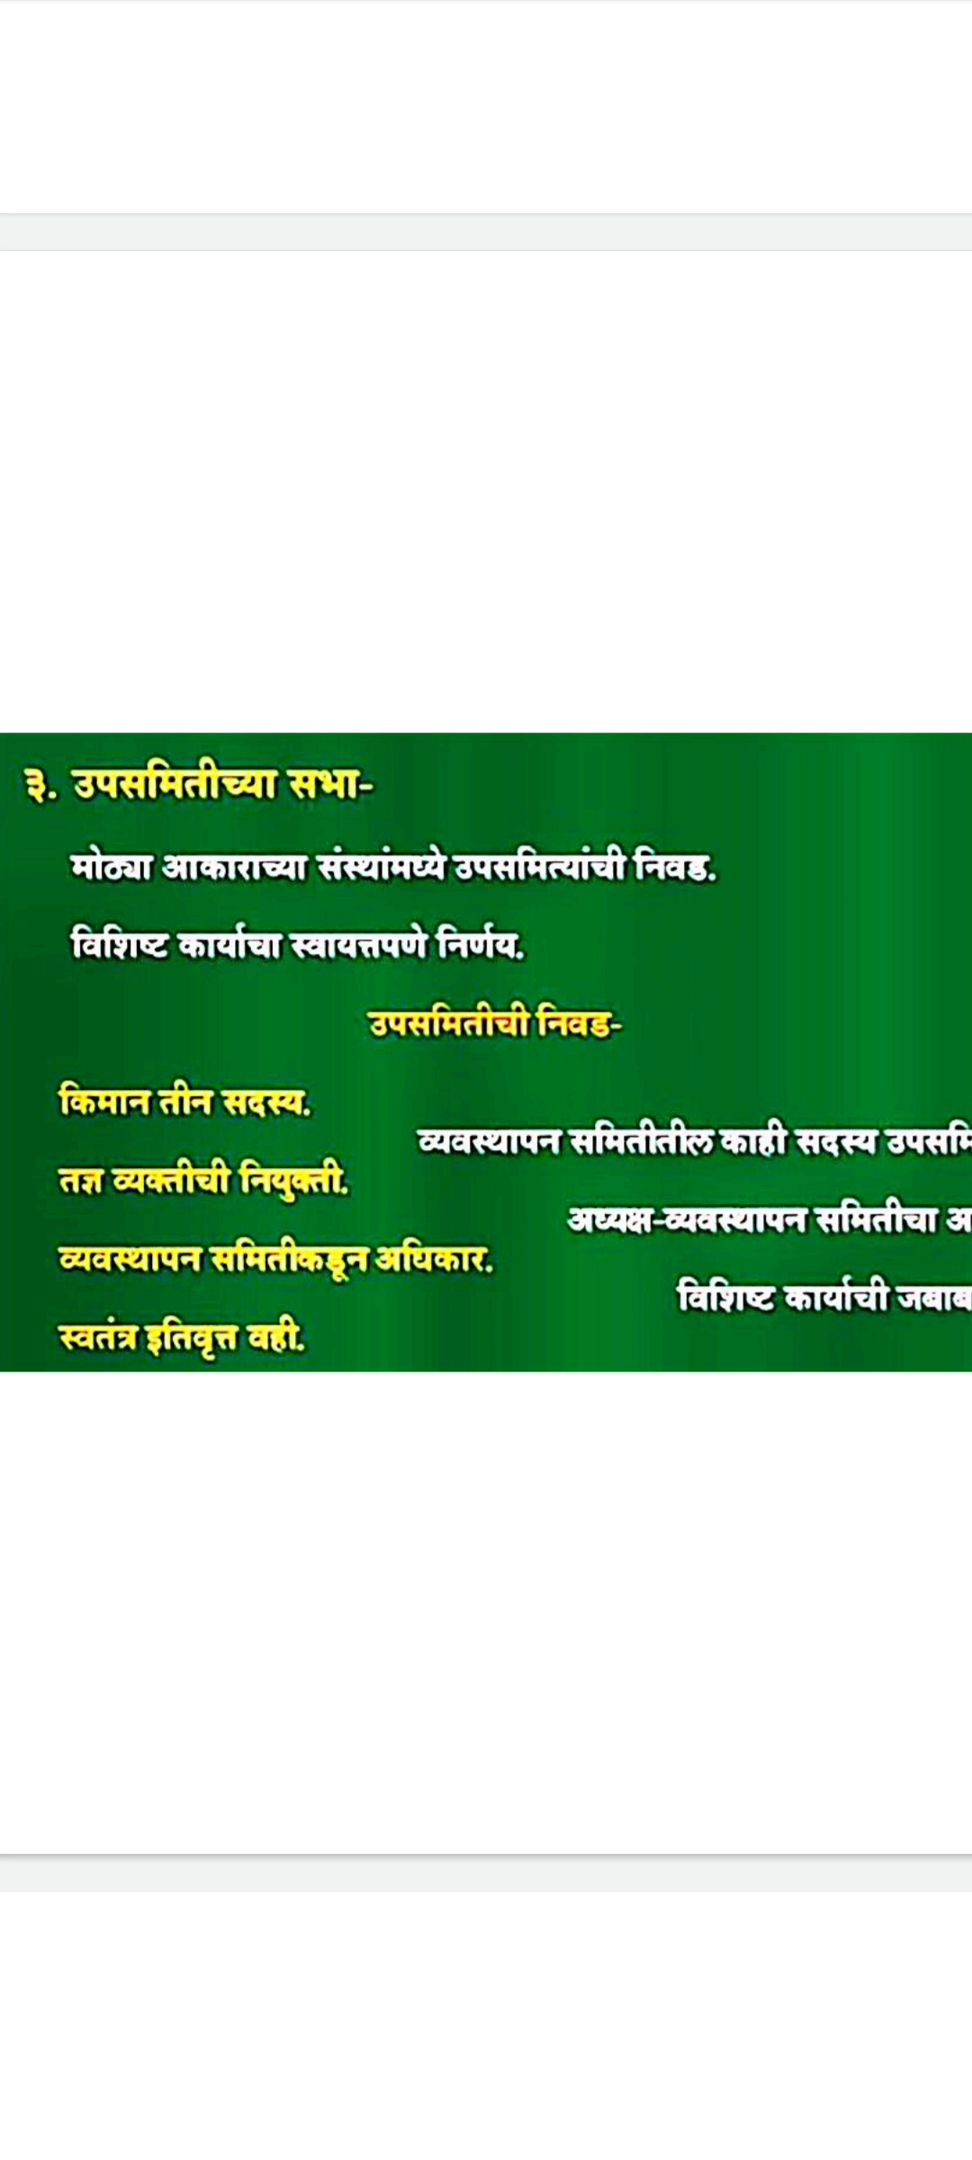 ३. उपसमितीच्या सभा-
मोठ्या आकाराच्या संस्थांमध्ये उपसमित्यांची निवड.
विशिष्ट कार्याचा स्वायत्तपणे निर्णय.
उपसमितीची निवड-
किमान तीन सदस्य.
व्यवस्थापन समितीतील काही सदस्य
तज्ञ व्यक्तीची नियुक्ती.
अध्यक्ष-व्यवस्थापन समितीचा
व्यवस्थापन समितीकडून अधिकार.
विशिष्ट कार्याची
स्वतंत्र इतिवृत्त वही.